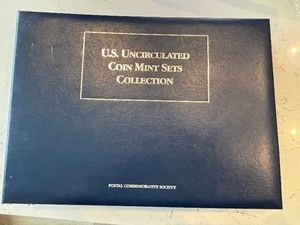 U.S. UNCIRCULATED
COIN MINT SETS
COLLECTION
POSTAL COMMEMORATIVE SOCIETY